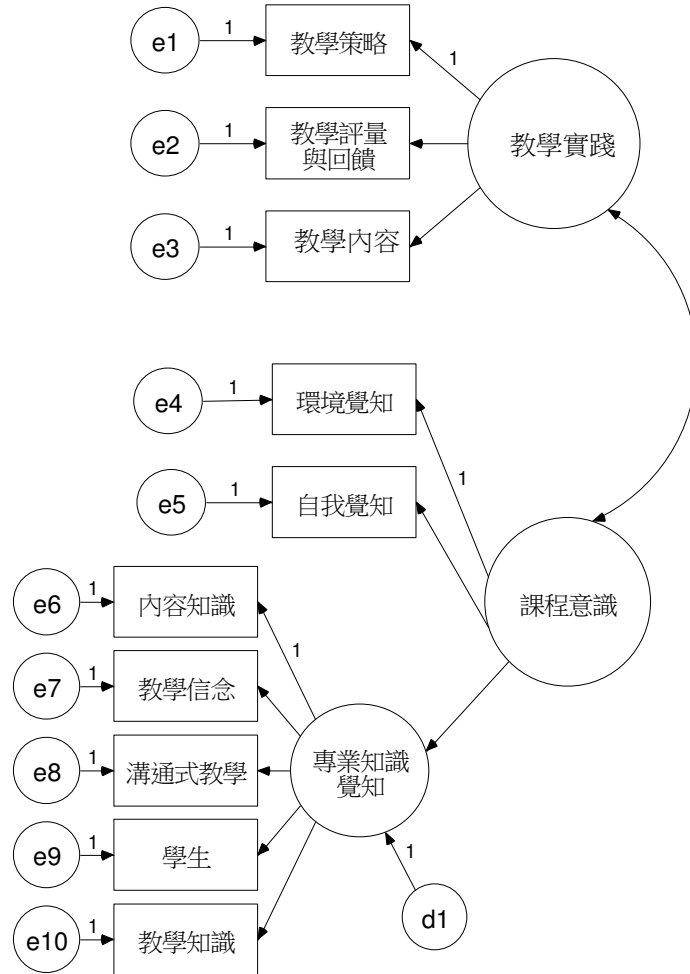 e1
1
教學策略
1
e2
1
教學評量
與回饋
教學實踐
e3
1
教學內容
e4
1
環境覺知
1
e5
1
自我覺知
課程意識
e6
1
內容知識
1
e7
1
教學信念
e8
1
溝通式教學
專業知識
覺知
e9
1
學生
1
d1
e10
1
教學知識